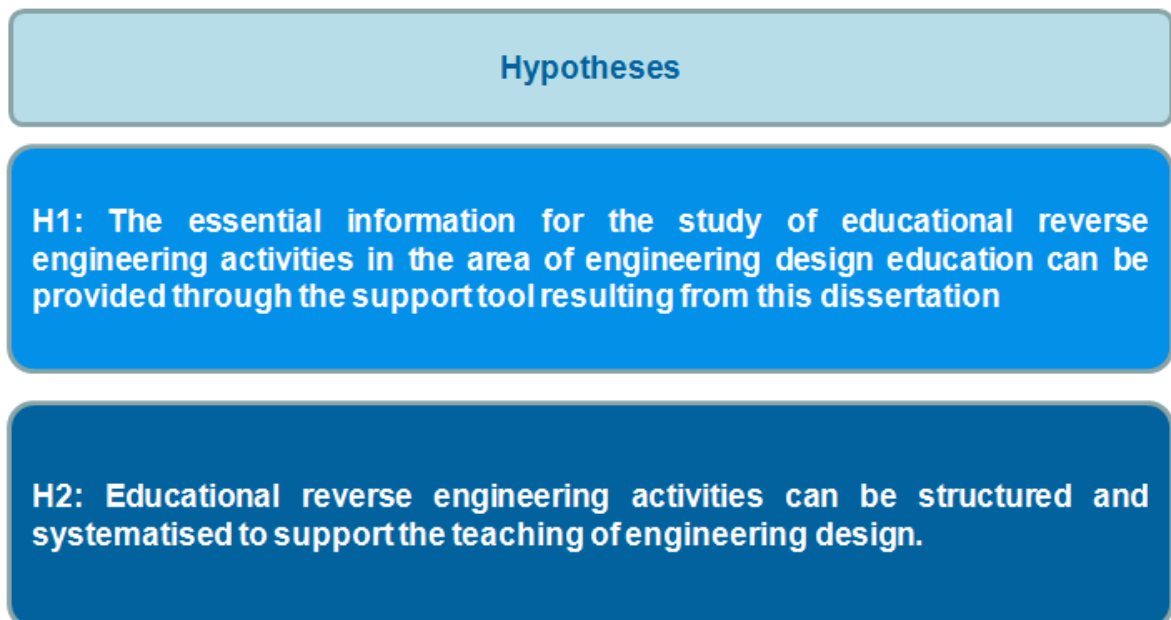 Hypotheses
H1: The essential information for the study of educational reverse
engineering activities in the area of engineering design education can be
provided through the support tool resulting from this dissertation
H2: Educational reverse engineering activities can be structured and
systematised to support the teaching of engineering design.